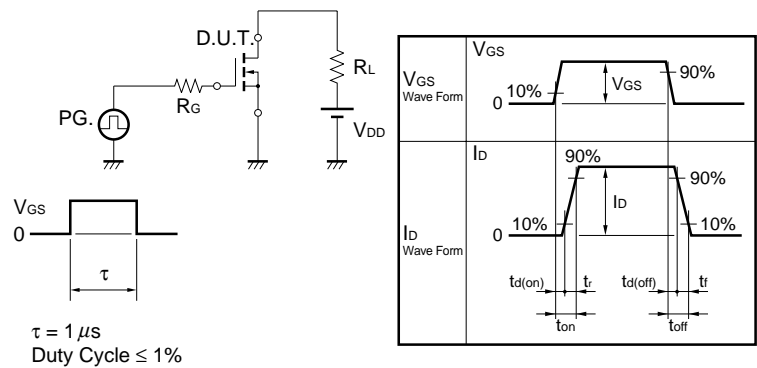 D.U.T.
RL
RG
PG.
VDD
VGS
0
τ
τ = 1 μs
Duty Cycle ≤ 1%
VGS
Wave Form
VGS
10%
0
VGS
90%
ID
Wave Form
ID
90%
90%
ID
10%
10%
0
td(on)
tr
td(off)
tf
ton
toff